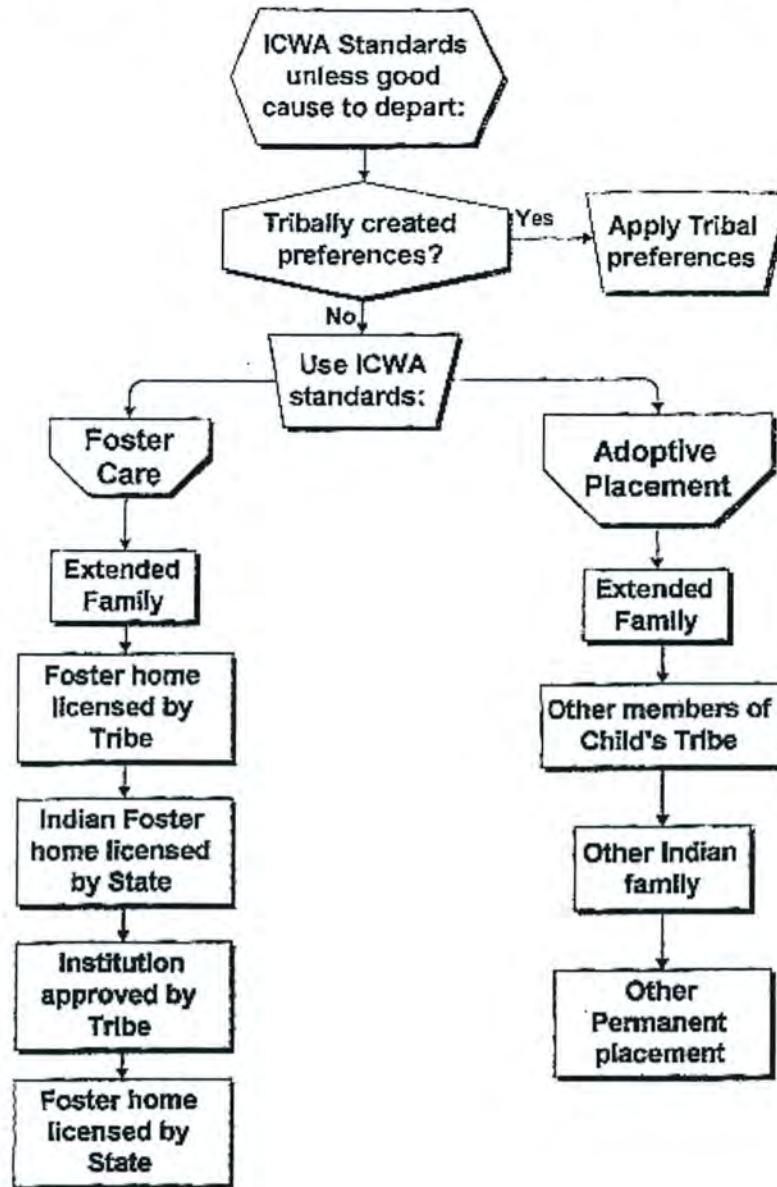 ICWA Standards
unless good
cause to depart:
Tribally created
preferences?
Yes
Apply Tribal
preferences
No
Use ICWA
standards:
Foster
Care
Extended
Family
Foster home
licensed by
Tribe
Indian Foster
home licensed
by State
Institution
approved by
Tribe
Foster home
licensed by
State
Adoptive
Placement
Extended
Family
Other members of
Child's Tribe
Other Indian
family
Other
Permanent
placement